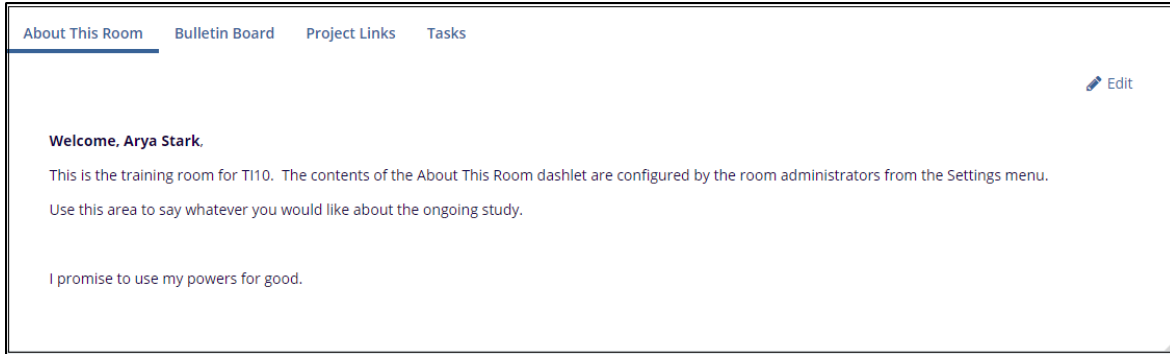 About This Room Bulletin Board Project Links Tasks
Edit
Welcome, Arya Stark,
This is the training room for TI10. The contents of the About This Room dashlet are configured by the room administrators from the Settings menu.
Use this area to say whatever you would like about the ongoing study.
I promise to use my powers for good.